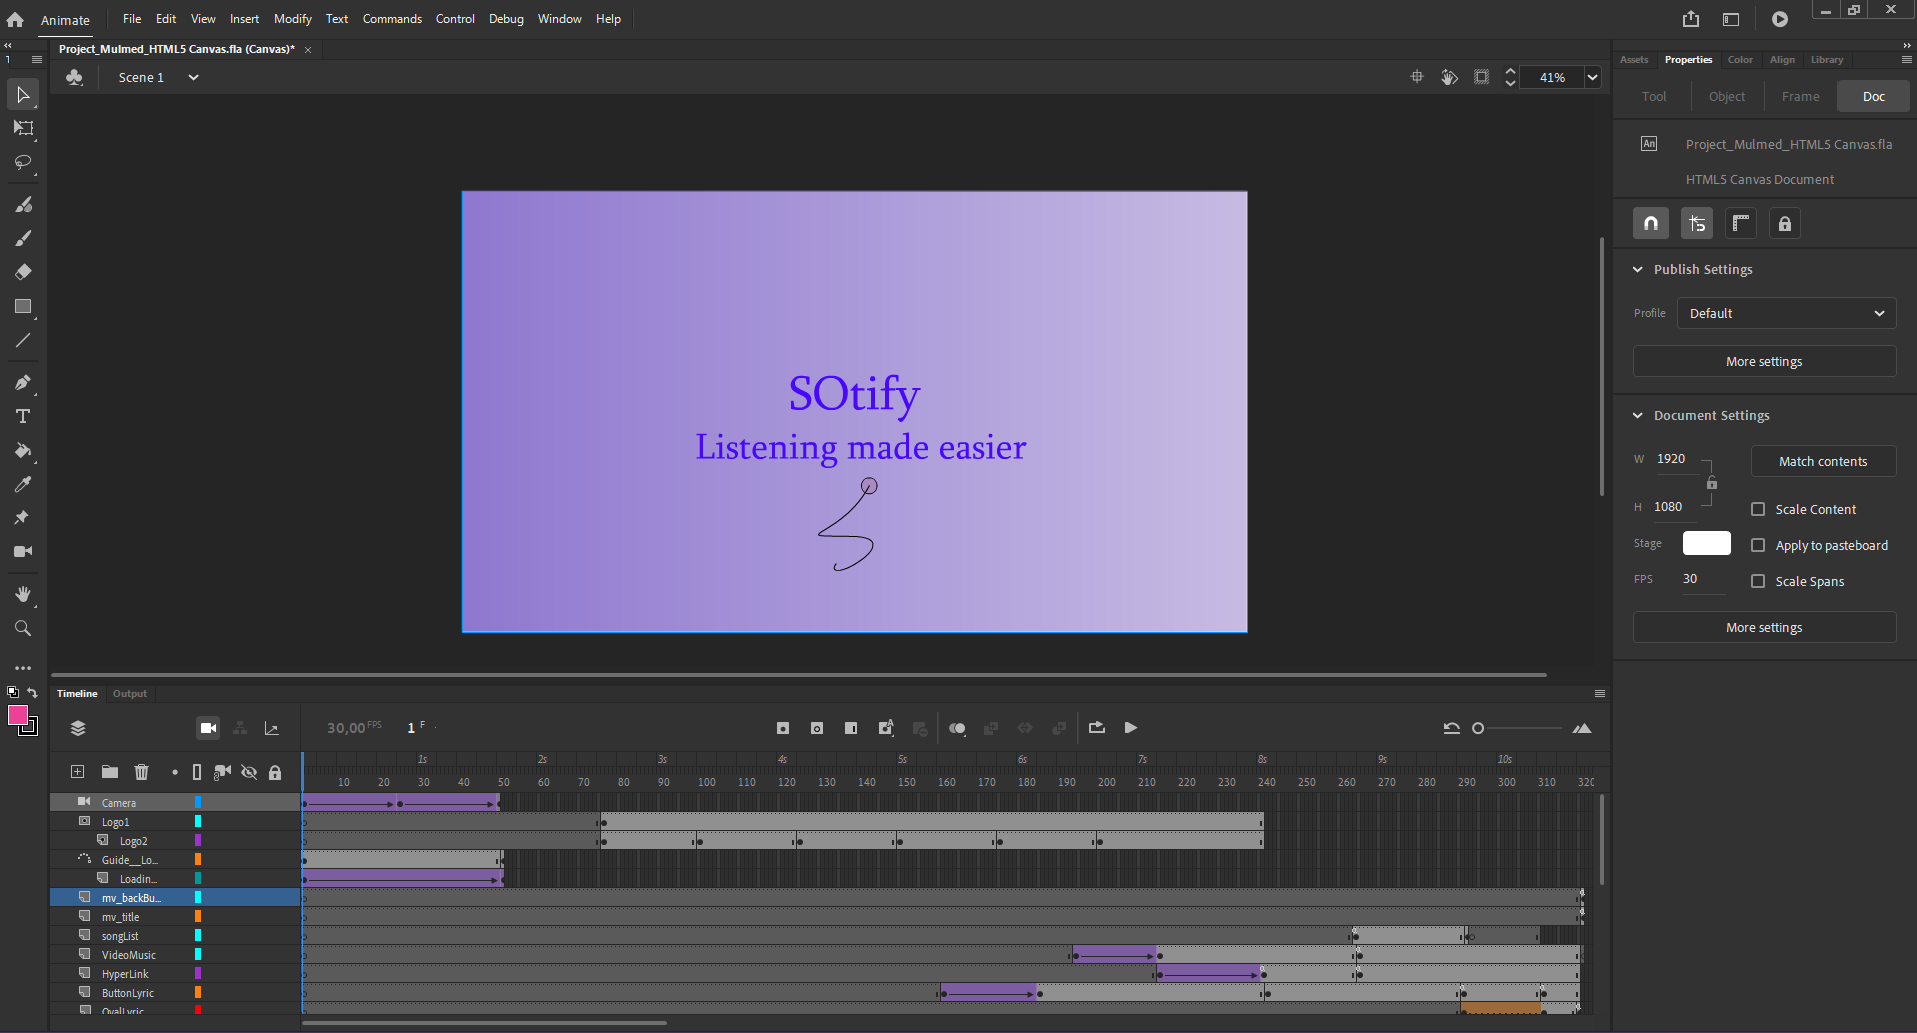 Animate File Edit View Insert Modify Text Commands Control Debug Window Help
Project_Mulmed_HTML5 Canvas.fla (Canvas)*
1
Scene 1 41%
Assets Properties Color Align Library
Tool Object Frame Doc
An Project_Mulmed_HTML5 Canvas.fla
HTML5 Canvas Document
Publish Settings
Profile Default
More settings
Document Settings
W 1920 Match contents
H 1080 Scale Content
Stage Apply to pasteboard
FPS 30 Scale Spans
More settings
SOtify
Listening made easier
Timeline Output
30,00 FPS 1 F
1s 2s 3s 4s 5s 6s 7s 8s 9s 10s
10 20 30 40 50 60 70 80 90 100 110 120 130 140 150 160 170 180 190 200 210 220 230 240 250 260 270 280 290 300 310 320
Camera
Logo1
Logo2
Guide__Lo...
Loadin...
mv_backBu...
mv_title
songList
VideoMusic
HyperLink
ButtonLyric
OvalLyric